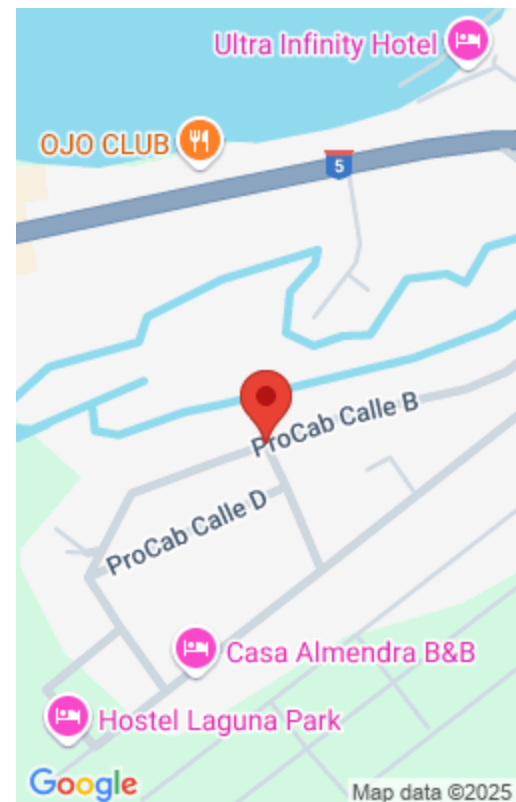 Ultra Infinity Hotel
OJO CLUB
5
ProCab Calle B
ProCab Calle D
Casa Almendra B&B
Hostel Laguna Park
Google
Map data ©2025